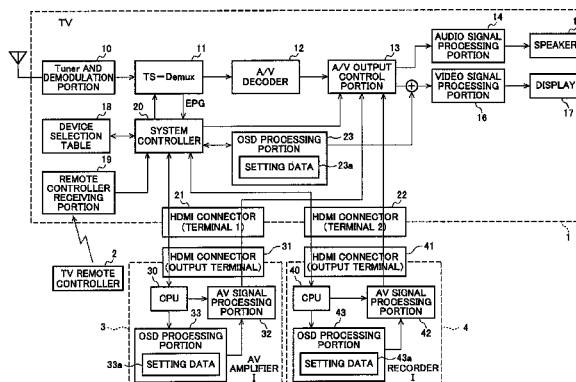 TV
10
Tuner AND
DEMODULATION
PORTION
11
TS-Demux
12
A/V
DECODER
13
A/V OUTPUT
CONTROL
PORTION
14
AUDIO SIGNAL
PROCESSING
PORTION
SPEAKER
VIDEO SIGNAL
PROCESSING
PORTION
16
DISPLAY
17
EPG
18
DEVICE
SELECTION
TABLE
20
SYSTEM
CONTROLLER
23
OSD PROCESSING
PORTION
SETTING DATA
23a
19
REMOTE
CONTROLLER
RECEIVING
PORTION
21
HDMI CONNECTOR
(TERMINAL 1)
22
HDMI CONNECTOR
(TERMINAL 2)
1
31
HDMI CONNECTOR
(OUTPUT TERMINAL)
41
HDMI CONNECTOR
(OUTPUT TERMINAL)
2
TV REMOTE
CONTROLLER
30
CPU
AV SIGNAL
PROCESSING
PORTION
32
3
33
OSD PROCESSING
PORTION
SETTING DATA
33a
AV
AMPLIFIER
I
40
CPU
AV SIGNAL
PROCESSING
PORTION
42
4
43
OSD PROCESSING
PORTION
SETTING DATA
43a
RECORDER
I